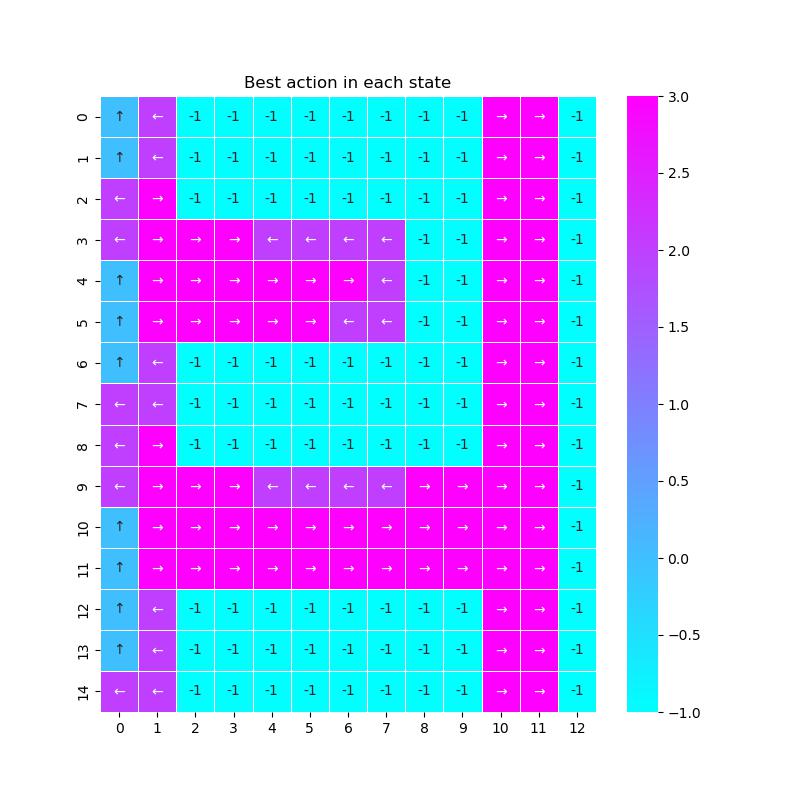 Best action in each state
0 ↑ ← -1 -1 -1 -1 -1 -1 -1 -1 → → -1
1 ↑ ← -1 -1 -1 -1 -1 -1 -1 -1 → → -1
2 ← → -1 -1 -1 -1 -1 -1 -1 -1 → → -1
3 ← → → → ← ← ← ← -1 -1 → → -1
4 ↑ → → → → → → ← -1 -1 → → -1
5 ↑ → → → → → ← ← -1 -1 → → -1
6 ↑ ← -1 -1 -1 -1 -1 -1 -1 -1 → → -1
7 ← ← -1 -1 -1 -1 -1 -1 -1 -1 → → -1
8 ← → -1 -1 -1 -1 -1 -1 -1 -1 → → -1
9 ← → → → ← ← ← ← → → → → -1
10 ↑ → → → → → → → → → → → -1
11 ↑ → → → → → → → → → → → -1
12 ↑ ← -1 -1 -1 -1 -1 -1 -1 -1 → → -1
13 ↑ ← -1 -1 -1 -1 -1 -1 -1 -1 → → -1
14 ← ← -1 -1 -1 -1 -1 -1 -1 -1 → → -1
0 1 2 3 4 5 6 7 8 9 10 11 12
3.0
2.5
2.0
1.5
1.0
0.5
0.0
−0.5
−1.0